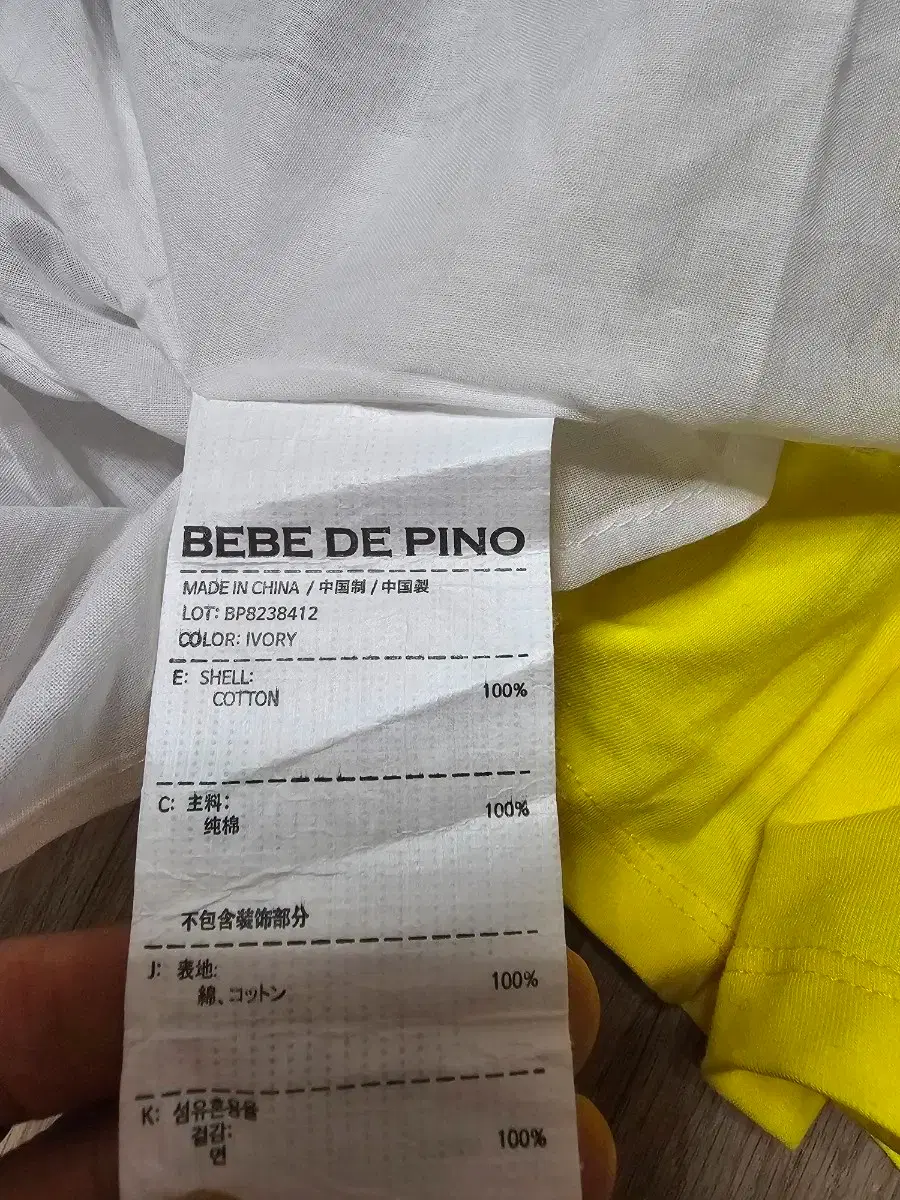 BEBE DE PINO
MADE IN CHINA / 中国制 / 中国製
LOT: BP8238412
COLOR: IVORY
E: SHELL:
COTTON 100%
C: 主料:
纯棉 100%
不包含装饰部分
J: 表地:
綿、コットン 100%
K: 섬유혼용율
겉감:
면 100%